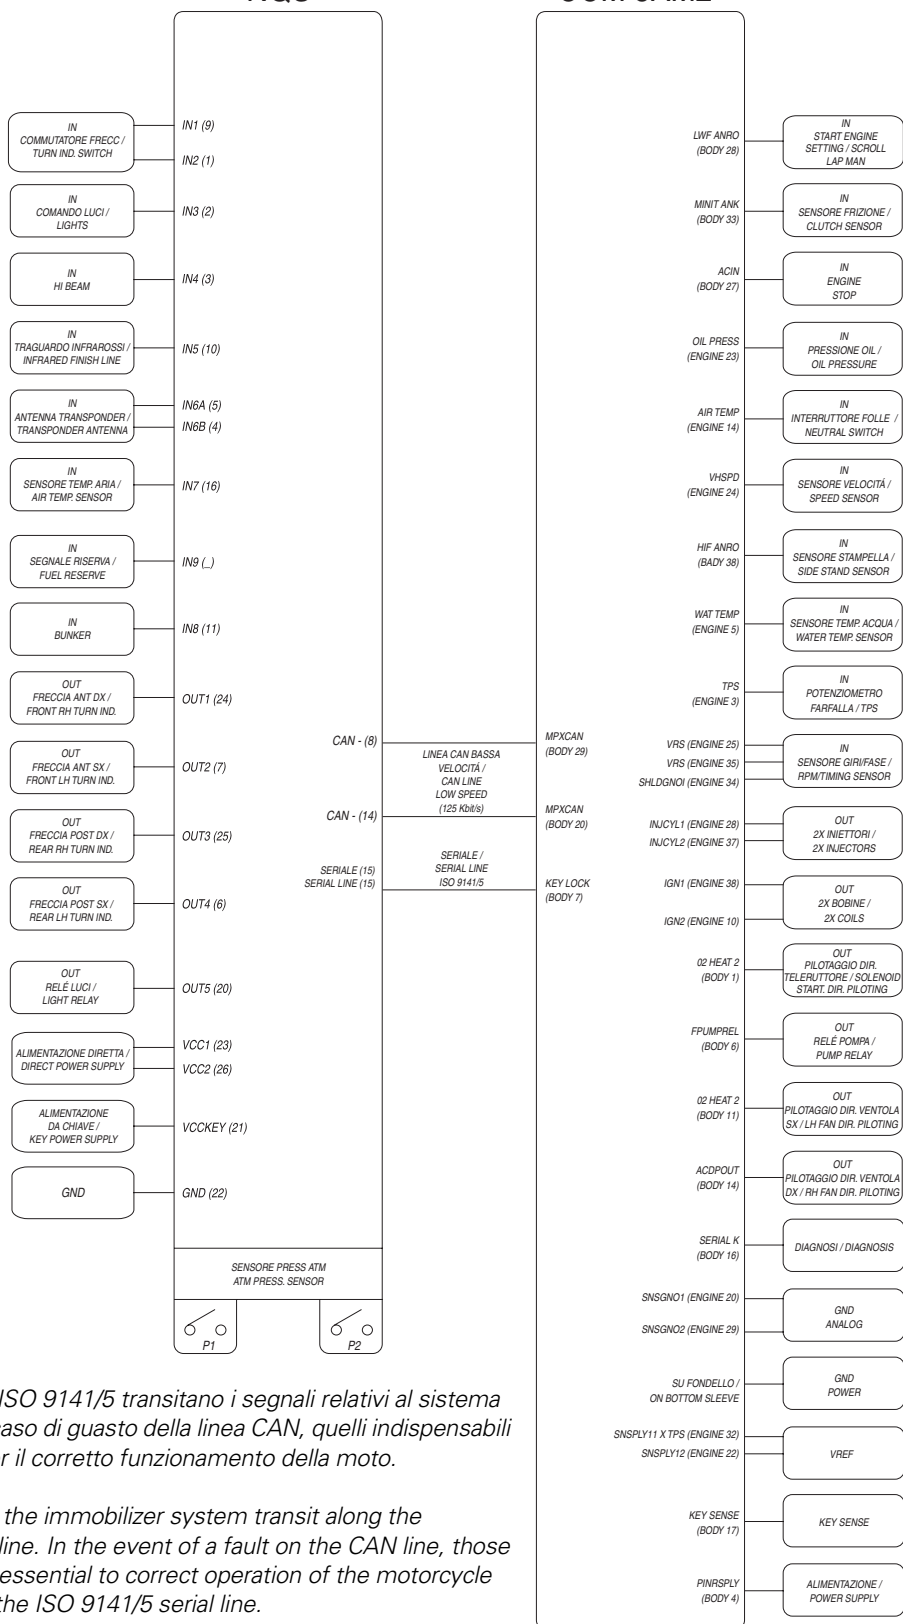 IN
COMMUTATORE FRECC /
TURN IND. SWITCH
IN1 (9)
IN2 (1)
IN
COMANDO LUCI /
LIGHTS
IN3 (2)
IN
HI BEAM
IN4 (3)
IN
TRAGUARDO INFRAROSSI /
INFRARED FINISH LINE
IN5 (10)
IN
ANTENNA TRANSPONDER /
TRANSPONDER ANTENNA
IN6A (5)
IN6B (4)
IN
SENSORE TEMP. ARIA /
AIR TEMP. SENSOR
IN7 (16)
IN
SEGNALE RISERVA /
FUEL RESERVE
IN9 (_)
IN
BUNKER
IN8 (11)
OUT
FRECCIA ANT DX /
FRONT RH TURN IND.
OUT1 (24)
OUT
FRECCIA ANT SX /
FRONT LH TURN IND.
OUT2 (7)
OUT
FRECCIA POST DX /
REAR RH TURN IND.
OUT3 (25)
OUT
FRECCIA POST SX /
REAR LH TURN IND.
OUT4 (6)
OUT
RELÉ LUCI /
LIGHT RELAY
OUT5 (20)
ALIMENTAZIONE DIRETTA /
DIRECT POWER SUPPLY
VCC1 (23)
VCC2 (26)
ALIMENTAZIONE
DA CHIAVE /
KEY POWER SUPPLY
VCCKEY (21)
GND
GND (22)
SENSORE PRESS ATM
ATM PRESS. SENSOR
P1
P2
CAN - (8)
LINEA CAN BASSA
VELOCITÁ /
CAN LINE
LOW SPEED
(125 Kbit/s)
CAN - (14)
SERIALE (15)
SERIAL LINE (15)
SERIALE /
SERIAL LINE
ISO 9141/5
MPXCAN
(BODY 29)
MPXCAN
(BODY 20)
KEY LOCK
(BODY 7)
LWF ANRO
(BODY 28)
IN
START ENGINE
SETTING / SCROLL
LAP MAN
MINIT ANK
(BODY 33)
IN
SENSORE FRIZIONE /
CLUTCH SENSOR
ACIN
(BODY 27)
IN
ENGINE
STOP
OIL PRESS
(ENGINE 23)
IN
PRESSIONE OIL /
OIL PRESSURE
AIR TEMP
(ENGINE 14)
IN
INTERRUTTORE FOLLE /
NEUTRAL SWITCH
VHSPD
(ENGINE 24)
IN
SENSORE VELOCITÁ /
SPEED SENSOR
HIF ANRO
(BADY 38)
IN
SENSORE STAMPELLA /
SIDE STAND SENSOR
WAT TEMP
(ENGINE 5)
IN
SENSORE TEMP. ACQUA /
WATER TEMP. SENSOR
TPS
(ENGINE 3)
IN
POTENZIOMETRO
FARFALLA / TPS
VRS (ENGINE 25)
VRS (ENGINE 35)
SHLDGNOI (ENGINE 34)
IN
SENSORE GIRI/FASE /
RPM/TIMING SENSOR
INJCYL1 (ENGINE 28)
INJCYL2 (ENGINE 37)
OUT
2X INIETTORI /
2X INJECTORS
IGN1 (ENGINE 38)
IGN2 (ENGINE 10)
OUT
2X BOBINE /
2X COILS
02 HEAT 2
(BODY 1)
OUT
PILOTAGGIO DIR.
TELERUTTORE / SOLENOID
START. DIR. PILOTING
FPUMPREL
(BODY 6)
OUT
RELÉ POMPA /
PUMP RELAY
02 HEAT 2
(BODY 11)
OUT
PILOTAGGIO DIR. VENTOLA
SX / LH FAN DIR. PILOTING
ACDPOUT
(BODY 14)
OUT
PILOTAGGIO DIR. VENTOLA
DX / RH FAN DIR. PILOTING
SERIAL K
(BODY 16)
DIAGNOSI / DIAGNOSIS
SNSGNO1 (ENGINE 20)
SNSGNO2 (ENGINE 29)
GND
ANALOG
SU FONDELLO /
ON BOTTOM SLEEVE
GND
POWER
SNSPLY11 X TPS (ENGINE 32)
SNSPLY12 (ENGINE 22)
VREF
KEY SENSE
(BODY 17)
KEY SENSE
PINRSPLY
(BODY 4)
ALIMENTAZIONE /
POWER SUPPLY
ISO 9141/5 transitano i segnali relativi al sistema
caso di guasto della linea CAN, quelli indispensabili
r il corretto funzionamento della moto.
the immobilizer system transit along the
line. In the event of a fault on the CAN line, those
essential to correct operation of the motorcycle
the ISO 9141/5 serial line.